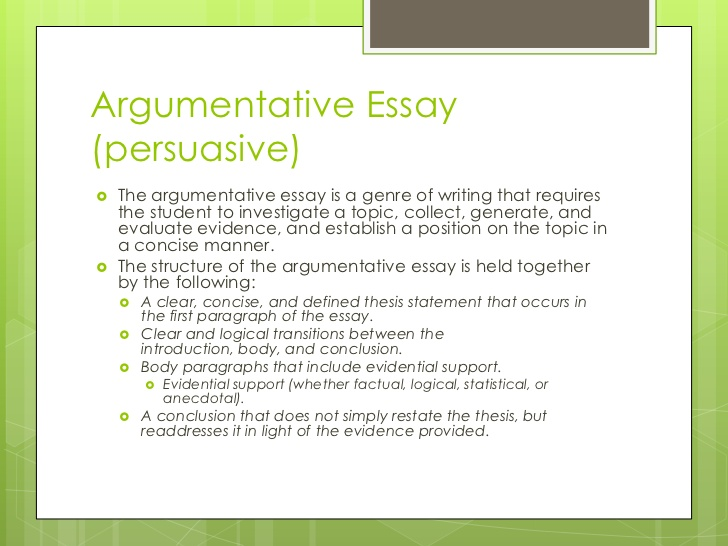 Argumentative Essay
(persuasive)
The argumentative essay is a genre of writing that requires
the student to investigate a topic, collect, generate, and
evaluate evidence, and establish a position on the topic in
a concise manner.
The structure of the argumentative essay is held together
by the following:
A clear, concise, and defined thesis statement that occurs in
the first paragraph of the essay.
Clear and logical transitions between the
introduction, body, and conclusion.
Body paragraphs that include evidential support.
Evidential support (whether factual, logical, statistical, or
anecdotal).
A conclusion that does not simply restate the thesis, but
readdresses it in light of the evidence provided.